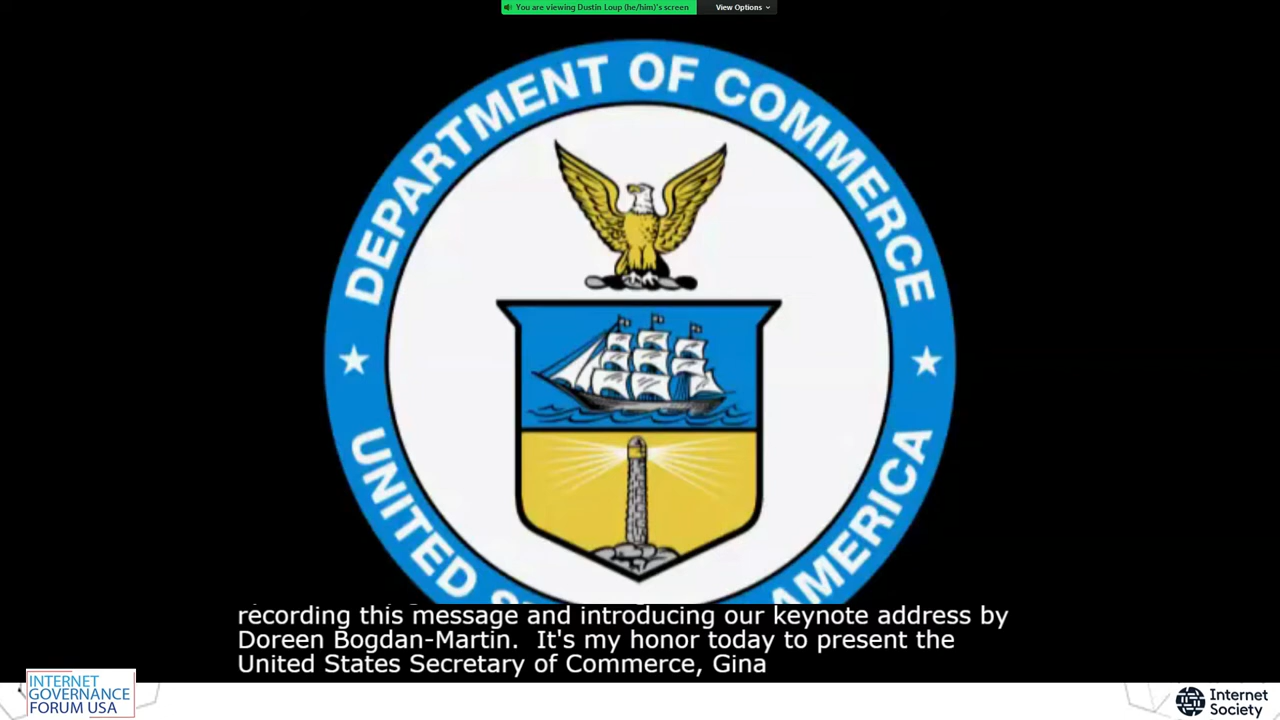 You are viewing Dustin Loup (he/him)'s screen
View Options
DEPARTMENT OF COMMERCE
UNITED AMERICA
recording this message and introducing our keynote address by
Doreen Bogdan-Martin. It's my honor today to present the
United States Secretary of Commerce, Gina
INTERNET
GOVERNANCE
FORUM USA
Internet
Society